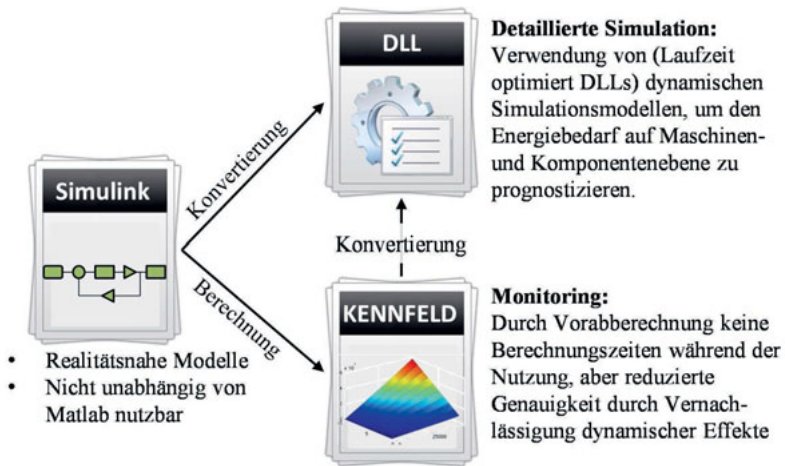 Simulink
• Realitätsnahe Modelle
• Nicht unabhängig von
Matlab nutzbar
Konvertierung
Berechnung
DLL
Konvertierung
KENNFELD
5
25000
Detaillierte Simulation:
Verwendung von (Laufzeit
optimiert DLLs) dynamischen
Simulationsmodellen, um den
Energiebedarf auf Maschinen-
und Komponentenebene zu
prognostizieren.
Monitoring:
Durch Vorabberechnung keine
Berechnungszeiten während der
Nutzung, aber reduzierte
Genauigkeit durch Vernach-
lässigung dynamischer Effekte